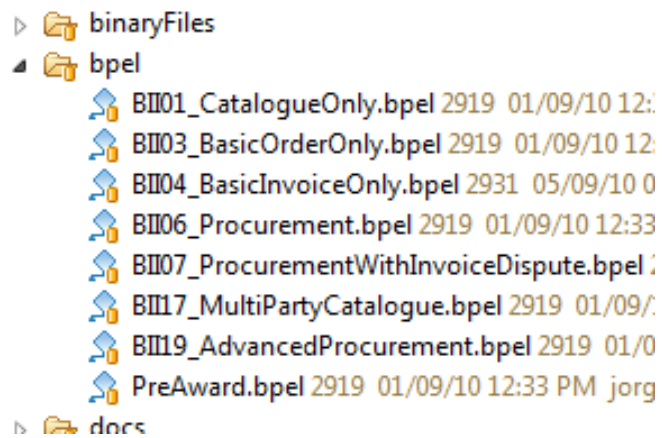 binaryFiles
bpel
BII01_CatalogueOnly.bpel 2919 01/09/10 12:
BII03_BasicOrderOnly.bpel 2919 01/09/10 12:
BII04_BasicInvoiceOnly.bpel 2931 05/09/10 0
BII06_Procurement.bpel 2919 01/09/10 12:33
BII07_ProcurementWithInvoiceDispute.bpel
BII17_MultiPartyCatalogue.bpel 2919 01/09/
BII19_AdvancedProcurement.bpel 2919 01/0
PreAward.bpel 2919 01/09/10 12:33 PM jorg
docs